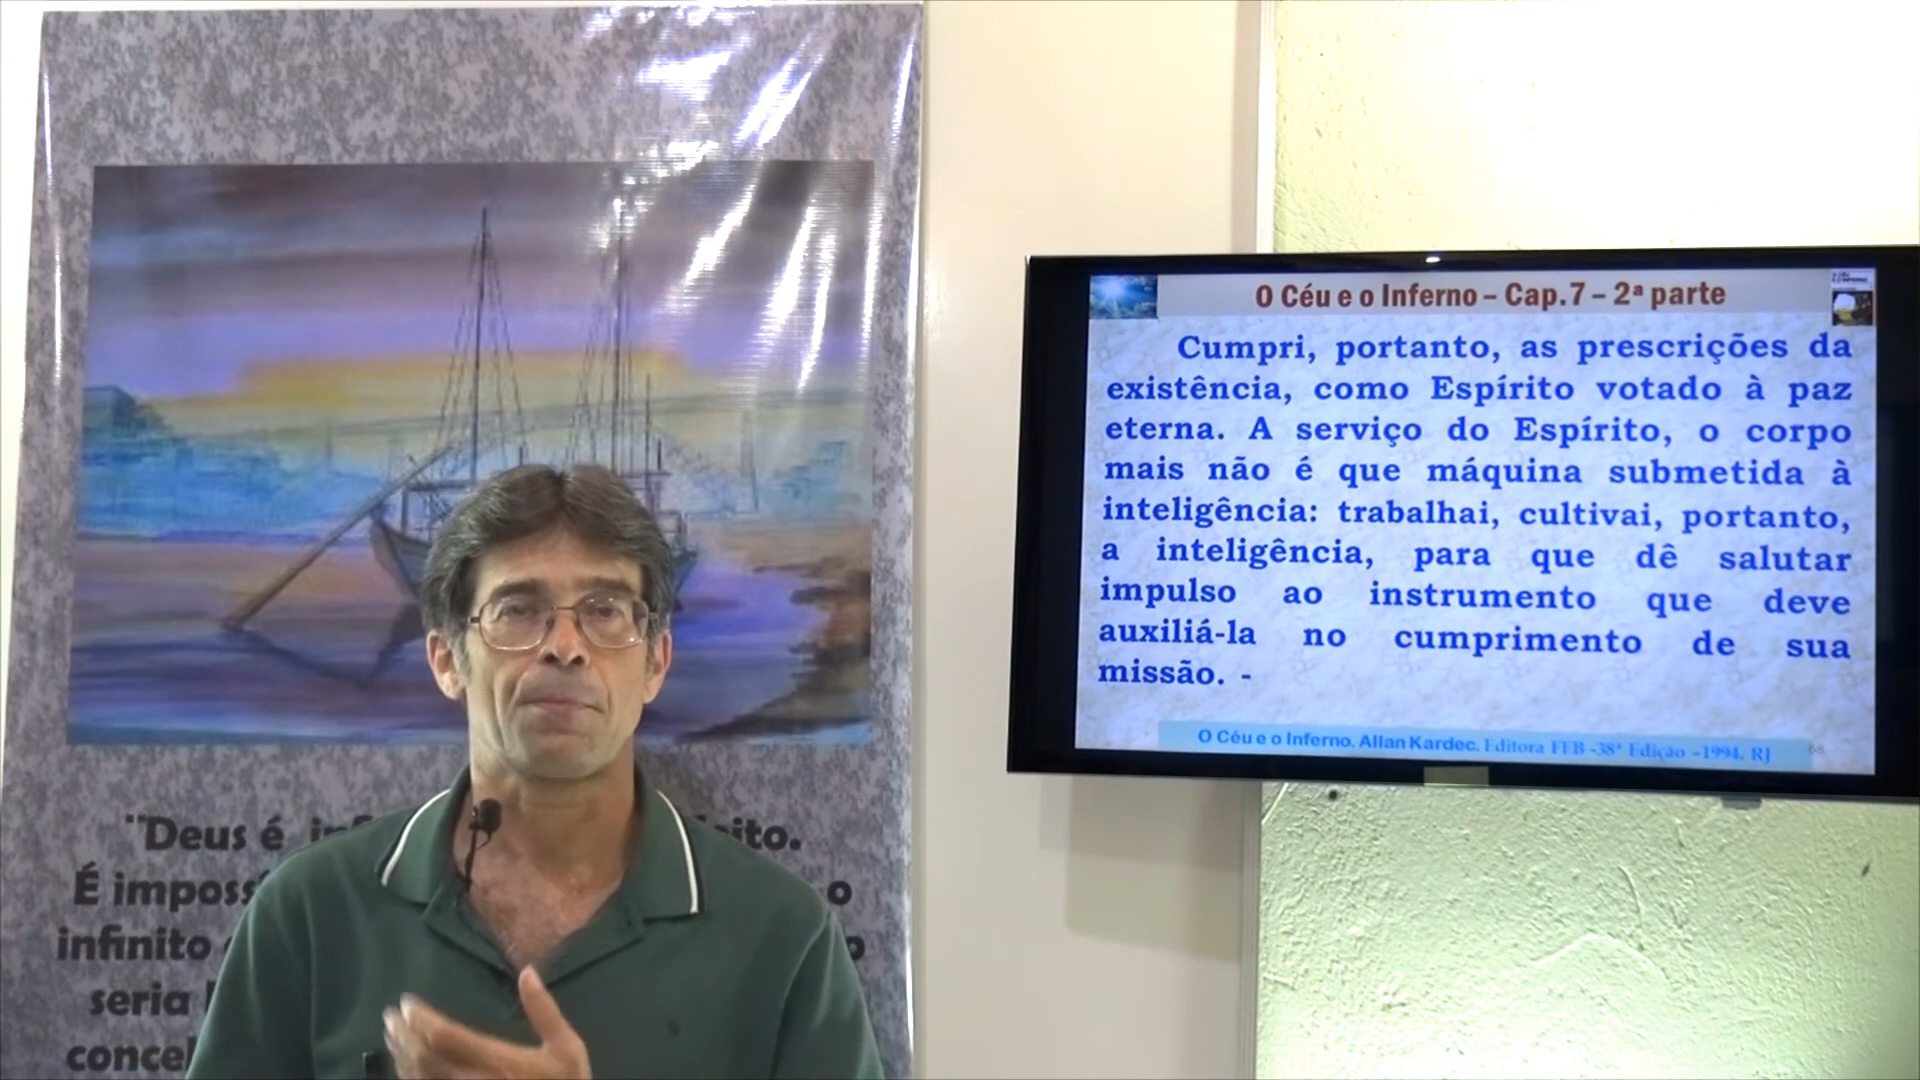 O Céu e o Inferno – Cap.7 – 2ª parte
Cumpri, portanto, as prescrições da
existência, como Espírito votado à paz
eterna. A serviço do Espírito, o corpo
mais não é que máquina submetida à
inteligência: trabalhai, cultivai, portanto,
a inteligência, para que dê salutar
impulso ao instrumento que deve
auxiliá-la no cumprimento de sua
missão. -
O Céu e o Inferno. Allan Kardec. Editora FEB -38ª Edição –1994. RJ
68
"Deus é
É
o
infinito
seria